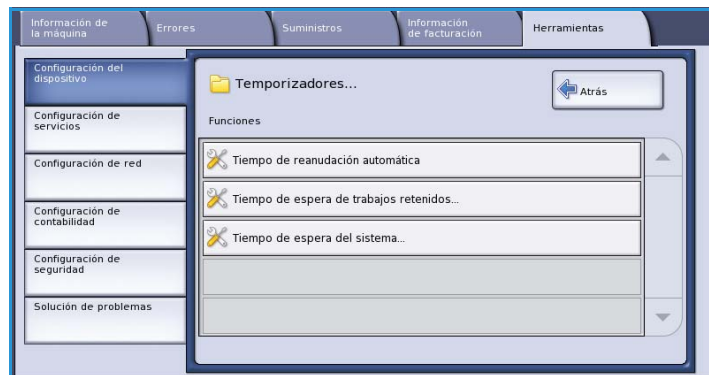 Información de
la máquina
Errores
Suministros
Información
de facturación
Herramientas
Configuración del
dispositivo
Configuración de
servicios
Configuración de red
Configuración de
contabilidad
Configuración de
seguridad
Solución de problemas
Temporizadores...
Atrás
Funciones
Tiempo de reanudación automática
Tiempo de espera de trabajos retenidos...
Tiempo de espera del sistema...